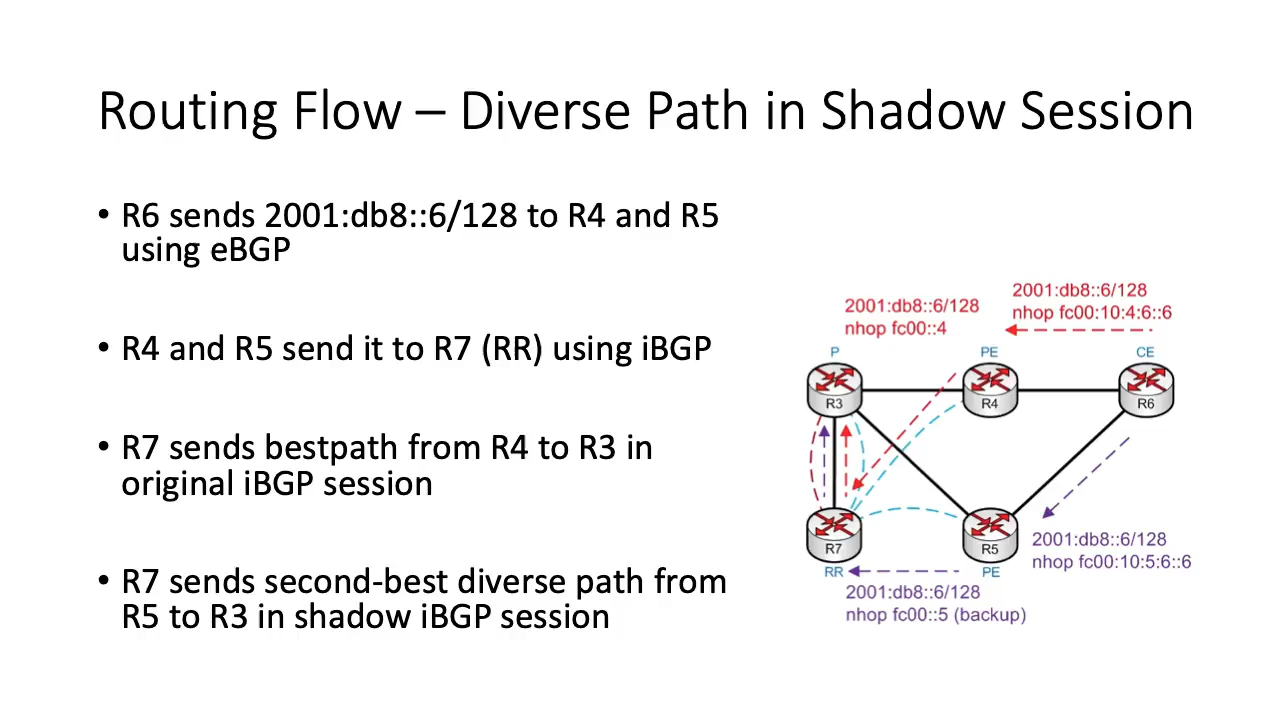 Routing Flow – Diverse Path in Shadow Session
• R6 sends 2001:db8::6/128 to R4 and R5
using eBGP
• R4 and R5 send it to R7 (RR) using iBGP
• R7 sends bestpath from R4 to R3 in
original iBGP session
• R7 sends second-best diverse path from
R5 to R3 in shadow iBGP session
2001:db8::6/128
nhop fc00::4
2001:db8::6/128
nhop fc00:10:4:6::6
P
PE
CE
R3
R4
R6
R7
R5
RR
PE
2001:db8::6/128
nhop fc00:10:5:6::6
2001:db8::6/128
nhop fc00::5 (backup)